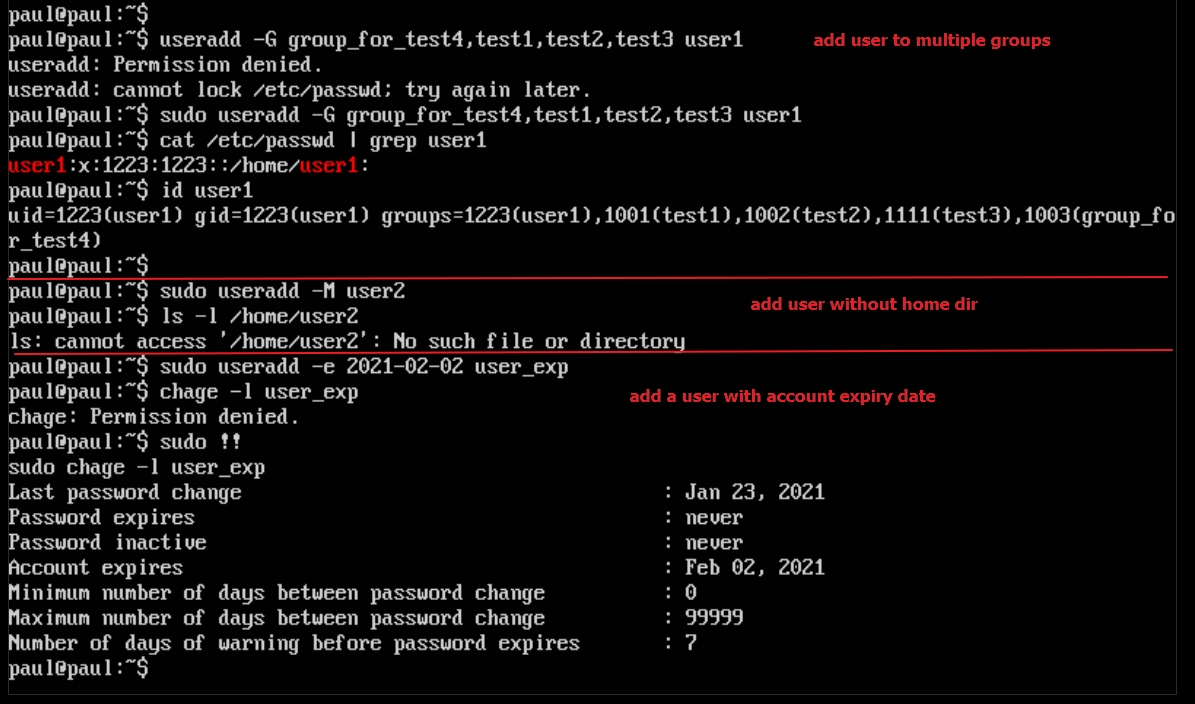 paul@paul:~$
paul@paul:~$ useradd -G group_for_test4,test1,test2,test3 user1 add user to multiple groups
useradd: Permission denied.
useradd: cannot lock /etc/passwd; try again later.
paul@paul:~$ sudo useradd -G group_for_test4,test1,test2,test3 user1
paul@paul:~$ cat /etc/passwd | grep user1
user1:x:1223:1223::/home/user1:
paul@paul:~$ id user1
uid=1223(user1) gid=1223(user1) groups=1223(user1),1001(test1),1002(test2),1111(test3),1003(group_fo
r_test4)
paul@paul:~$
paul@paul:~$ sudo useradd -M user2
add user without home dir
paul@paul:~$ ls -l /home/user2
ls: cannot access '/home/user2': No such file or directory
paul@paul:~$ sudo useradd -e 2021-02-02 user_exp
paul@paul:~$ chage -l user_exp add a user with account expiry date
chage: Permission denied.
paul@paul:~$ sudo !!
sudo chage -l user_exp
Last password change : Jan 23, 2021
Password expires : never
Password inactive : never
Account expires : Feb 02, 2021
Minimum number of days between password change : 0
Maximum number of days between password change : 99999
Number of days of warning before password expires : 7
paul@paul:~$